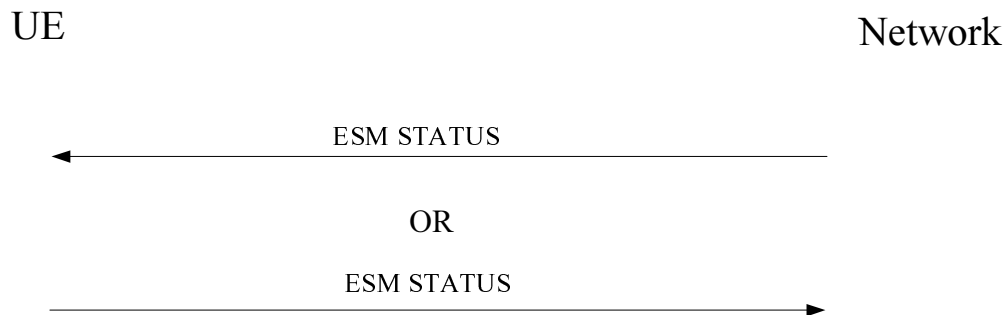 UE
Network
ESM STATUS
OR
ESM STATUS